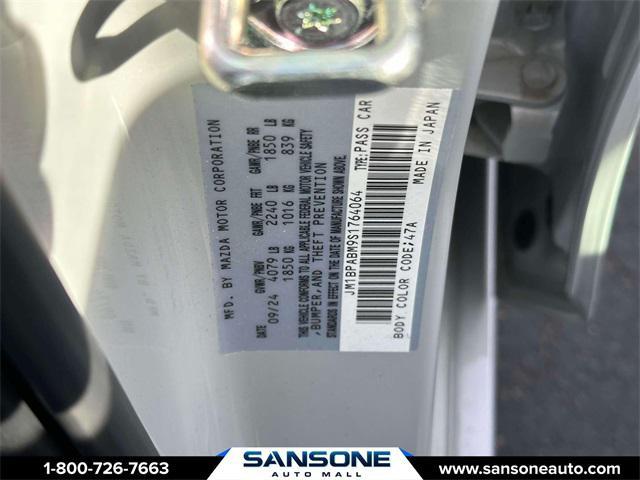 MFD. BY MAZDA MOTOR CORPORATION
DATE GVWR/PNBV GAWR/PNBE FRT GAWR/PNBE RR
09/24 4079 LB 2240 LB 1850 LB
1850 KG 1016 KG 839 KG
THIS VEHICLE CONFORMS TO ALL APPLICABLE FEDERAL MOTOR VEHICLE SAFETY
, BUMPER, AND THEFT PREVENTION
STANDARDS IN EFFECT ON THE DATE OF MANUFACTURE SHOWN ABOVE.
JM1BPABM9S1764064 TYPE:PASS CAR
BODY COLOR CODE:47A MADE IN JAPAN
1-800-726-7663
SANSONE
AUTO MALL
www.sansoneauto.com